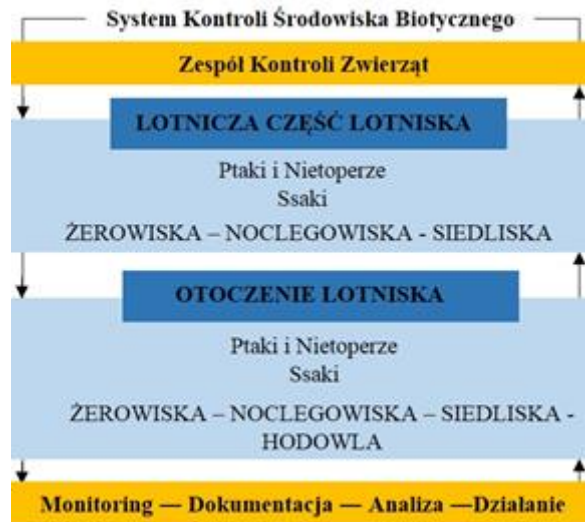 System Kontroli Środowiska Biotycznego
Zespół Kontroli Zwierząt
LOTNICZA CZĘŚĆ LOTNISKA
Ptaki i Nietoperze
Ssaki
ŻEROWISKA – NOCLEGOWISKA - SIEDLISKA
OTOCZENIE LOTNISKA
Ptaki i Nietoperze
Ssaki
ŻEROWISKA – NOCLEGOWISKA – SIEDLISKA -
HODOWLA
Monitoring — Dokumentacja — Analiza —Działanie